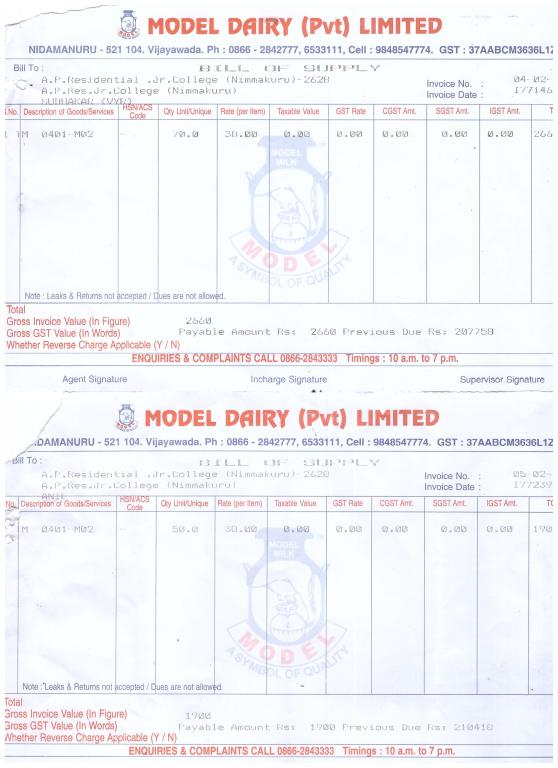 MODEL DAIRY (Pvt) LIMITED
NIDAMANURU - 521 104. Vijayawada. Ph : 0866 - 2842777, 6533111, Cell : 9848547774. GST : 37AABCM3636L1Z
Bill To : BILL OF SUPPLY
A.P.Residential .Jr.College (Nimmakuru)-2628
A.P.Res.Jr.College (Nimmakuru)
Invoice No. : 04-02-
Invoice Date : I77146
SUDHAKAR (VYR)
.No. Description of Goods/Services HSN/ACS Code Qty Unit/Unique Rate (per Item) Taxable Value GST Rate CGST Amt. SGST Amt. IGST Amt. T
1 TM 0401-M02 -- 70.0 38.00 0.00 0.00 0.00 0.00 0.00 266
MODEL
MILK
MODEL
A SYMBOL OF QUALITY
Note : Leaks & Returns not accepted / Dues are not allowed.
Total
Gross Invoice Value (In Figure) 2660
Gross GST Value (In Words) Payable Amount Rs: 2660 Previous Due Rs: 207758
Whether Reverse Charge Applicable (Y / N)
ENQUIRIES & COMPLAINTS CALL 0866-2843333 Timings : 10 a.m. to 7 p.m.
Agent Signature Incharge Signature Supervisor Signature
MODEL DAIRY (Pvt) LIMITED
DAMANURU - 521 104. Vijayawada. Ph : 0866 - 2842777, 6533111, Cell : 9848547774. GST : 37AABCM3636L1Z
Bill To : BILL OF SUPPLY
A.P.Residential .Jr.College (Nimmakuru)-2628
A.P.Res.Jr.College (Nimmakuru)
Invoice No. : 05-02-
Invoice Date : I77239
No. Description of Goods/Services HSN/ACS Code Qty Unit/Unique Rate (per Item) Taxable Value GST Rate CGST Amt. SGST Amt. IGST Amt. TO
M 0401-M02 -- 50.0 38.00 0.00 0.00 0.00 0.00 0.00 190
MODEL
MILK
MODEL
A SYMBOL OF QUALITY
Note : Leaks & Returns not accepted / Dues are not allowed.
Total
Gross Invoice Value (In Figure) 1900
Gross GST Value (In Words) Payable Amount Rs: 1900 Previous Due Rs: 210418
Whether Reverse Charge Applicable (Y / N)
ENQUIRIES & COMPLAINTS CALL 0866-2843333 Timings : 10 a.m. to 7 p.m.